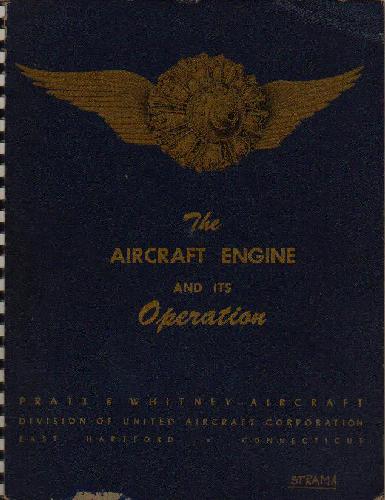 The
AIRCRAFT ENGINE
AND ITS
Operation
PRATT & WHITNEY - AIRCRAFT
DIVISION OF UNITED AIRCRAFT CORPORATION
EAST HARTFORD • CONNECTICUT
STRAMA